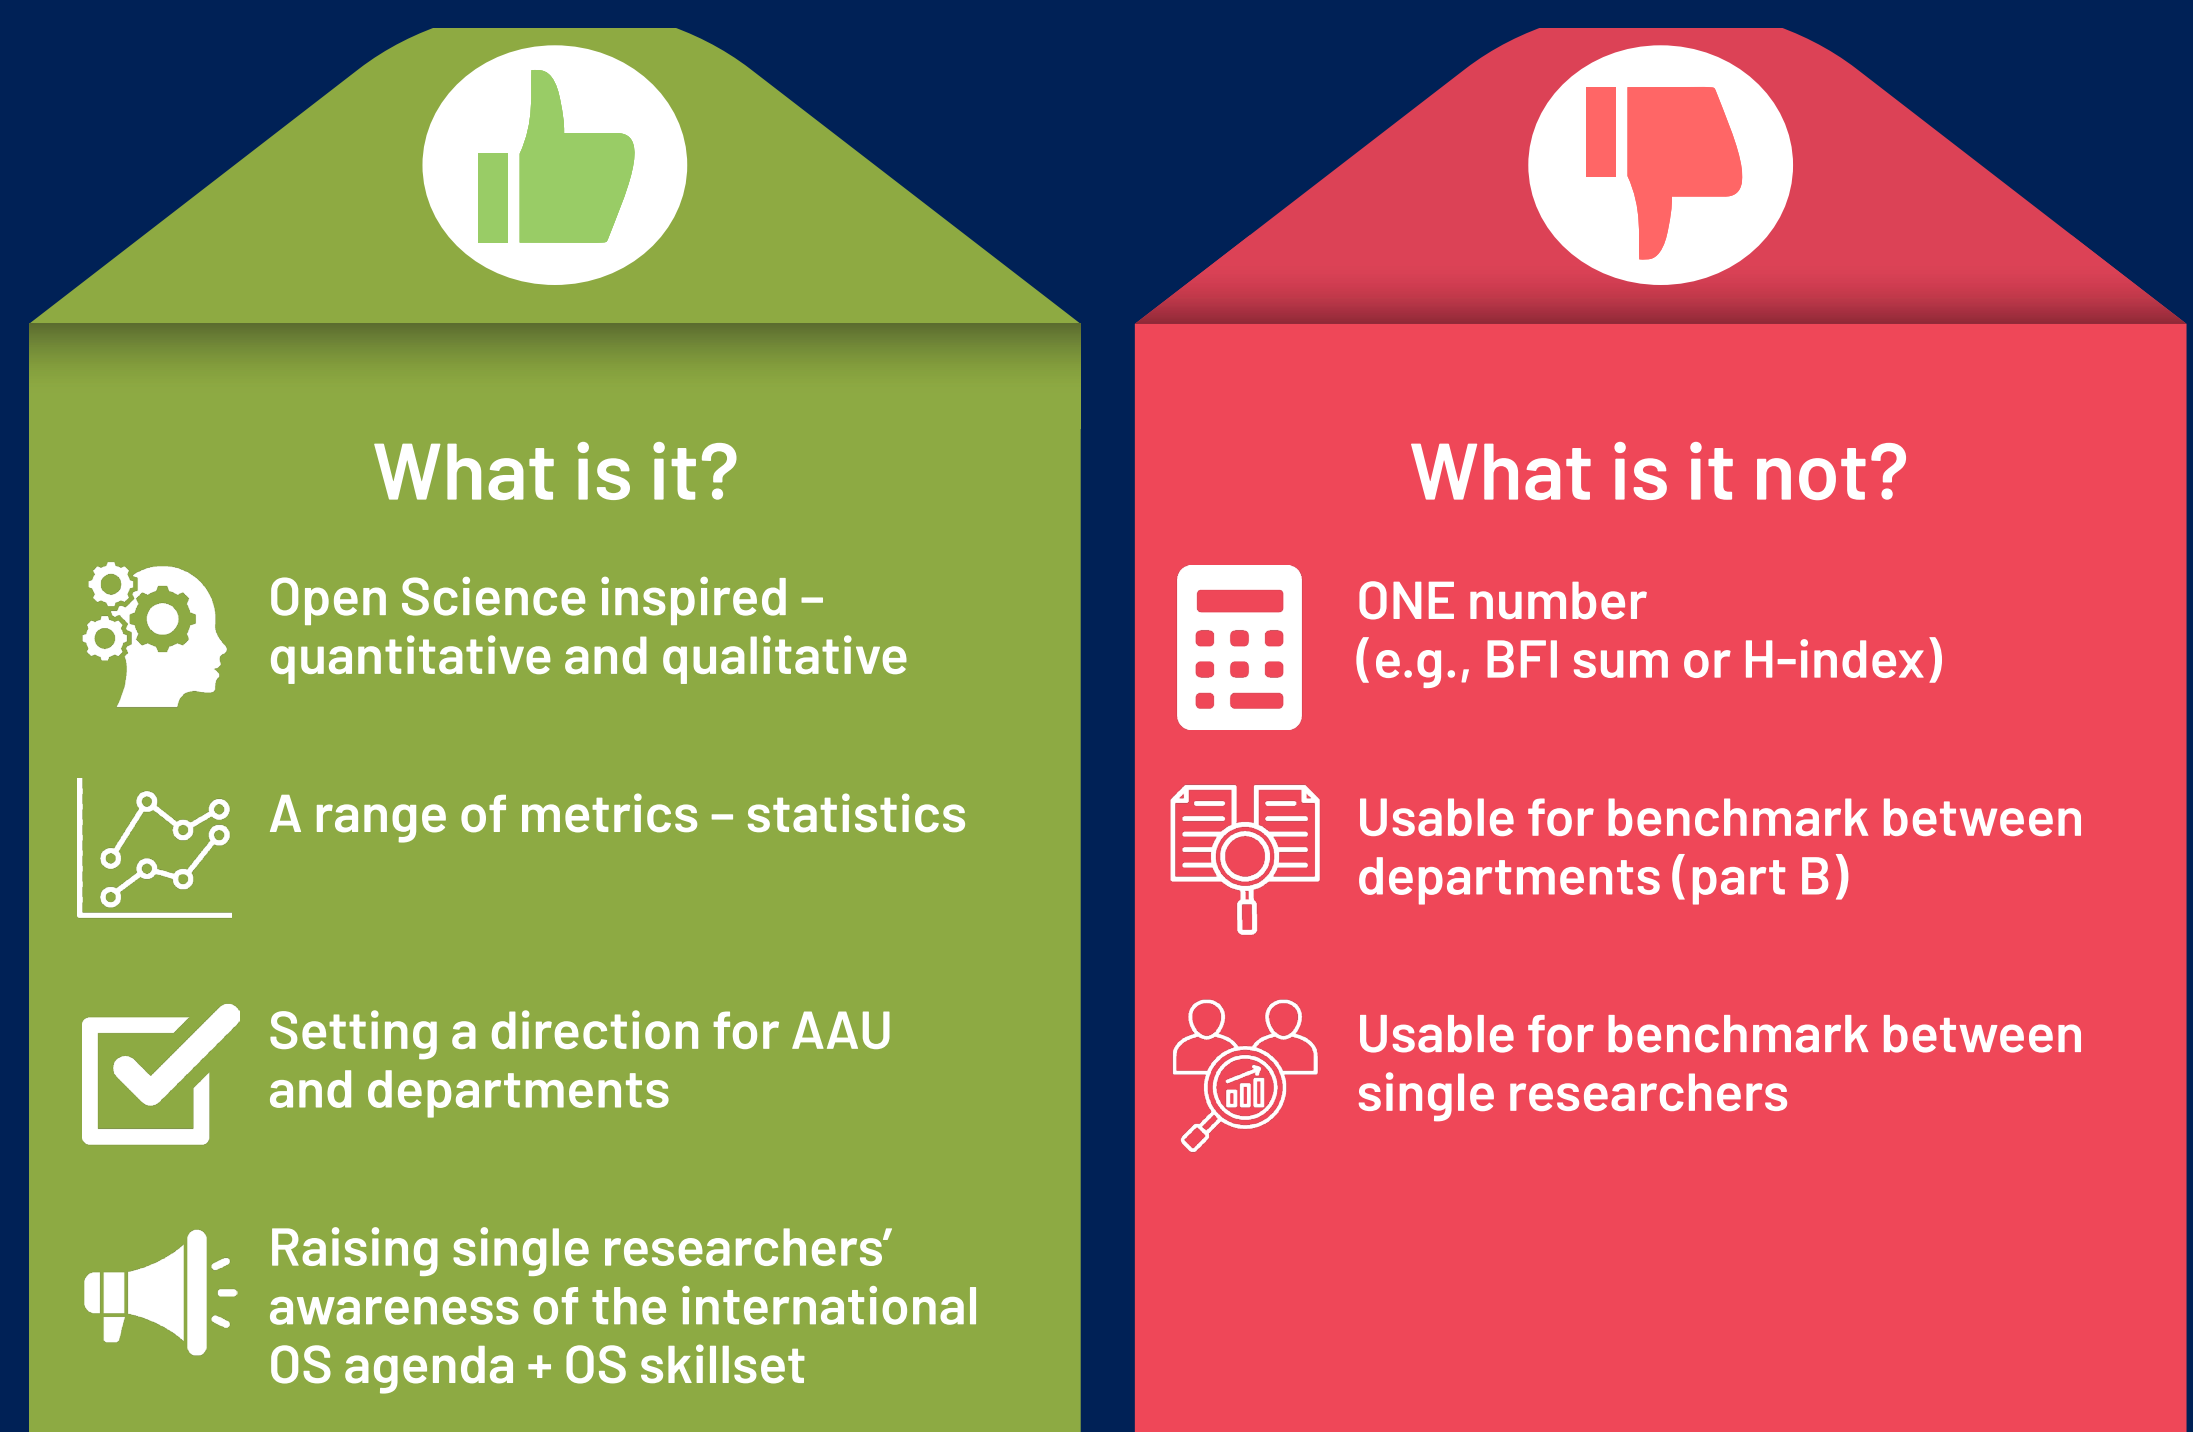 What is it?
Open Science inspired –
quantitative and qualitative
A range of metrics – statistics
Setting a direction for AAU
and departments
Raising single researchers’
awareness of the international
OS agenda + OS skillset
What is it not?
ONE number
(e.g., BFI sum or H-index)
Usable for benchmark between
departments (part B)
Usable for benchmark between
single researchers